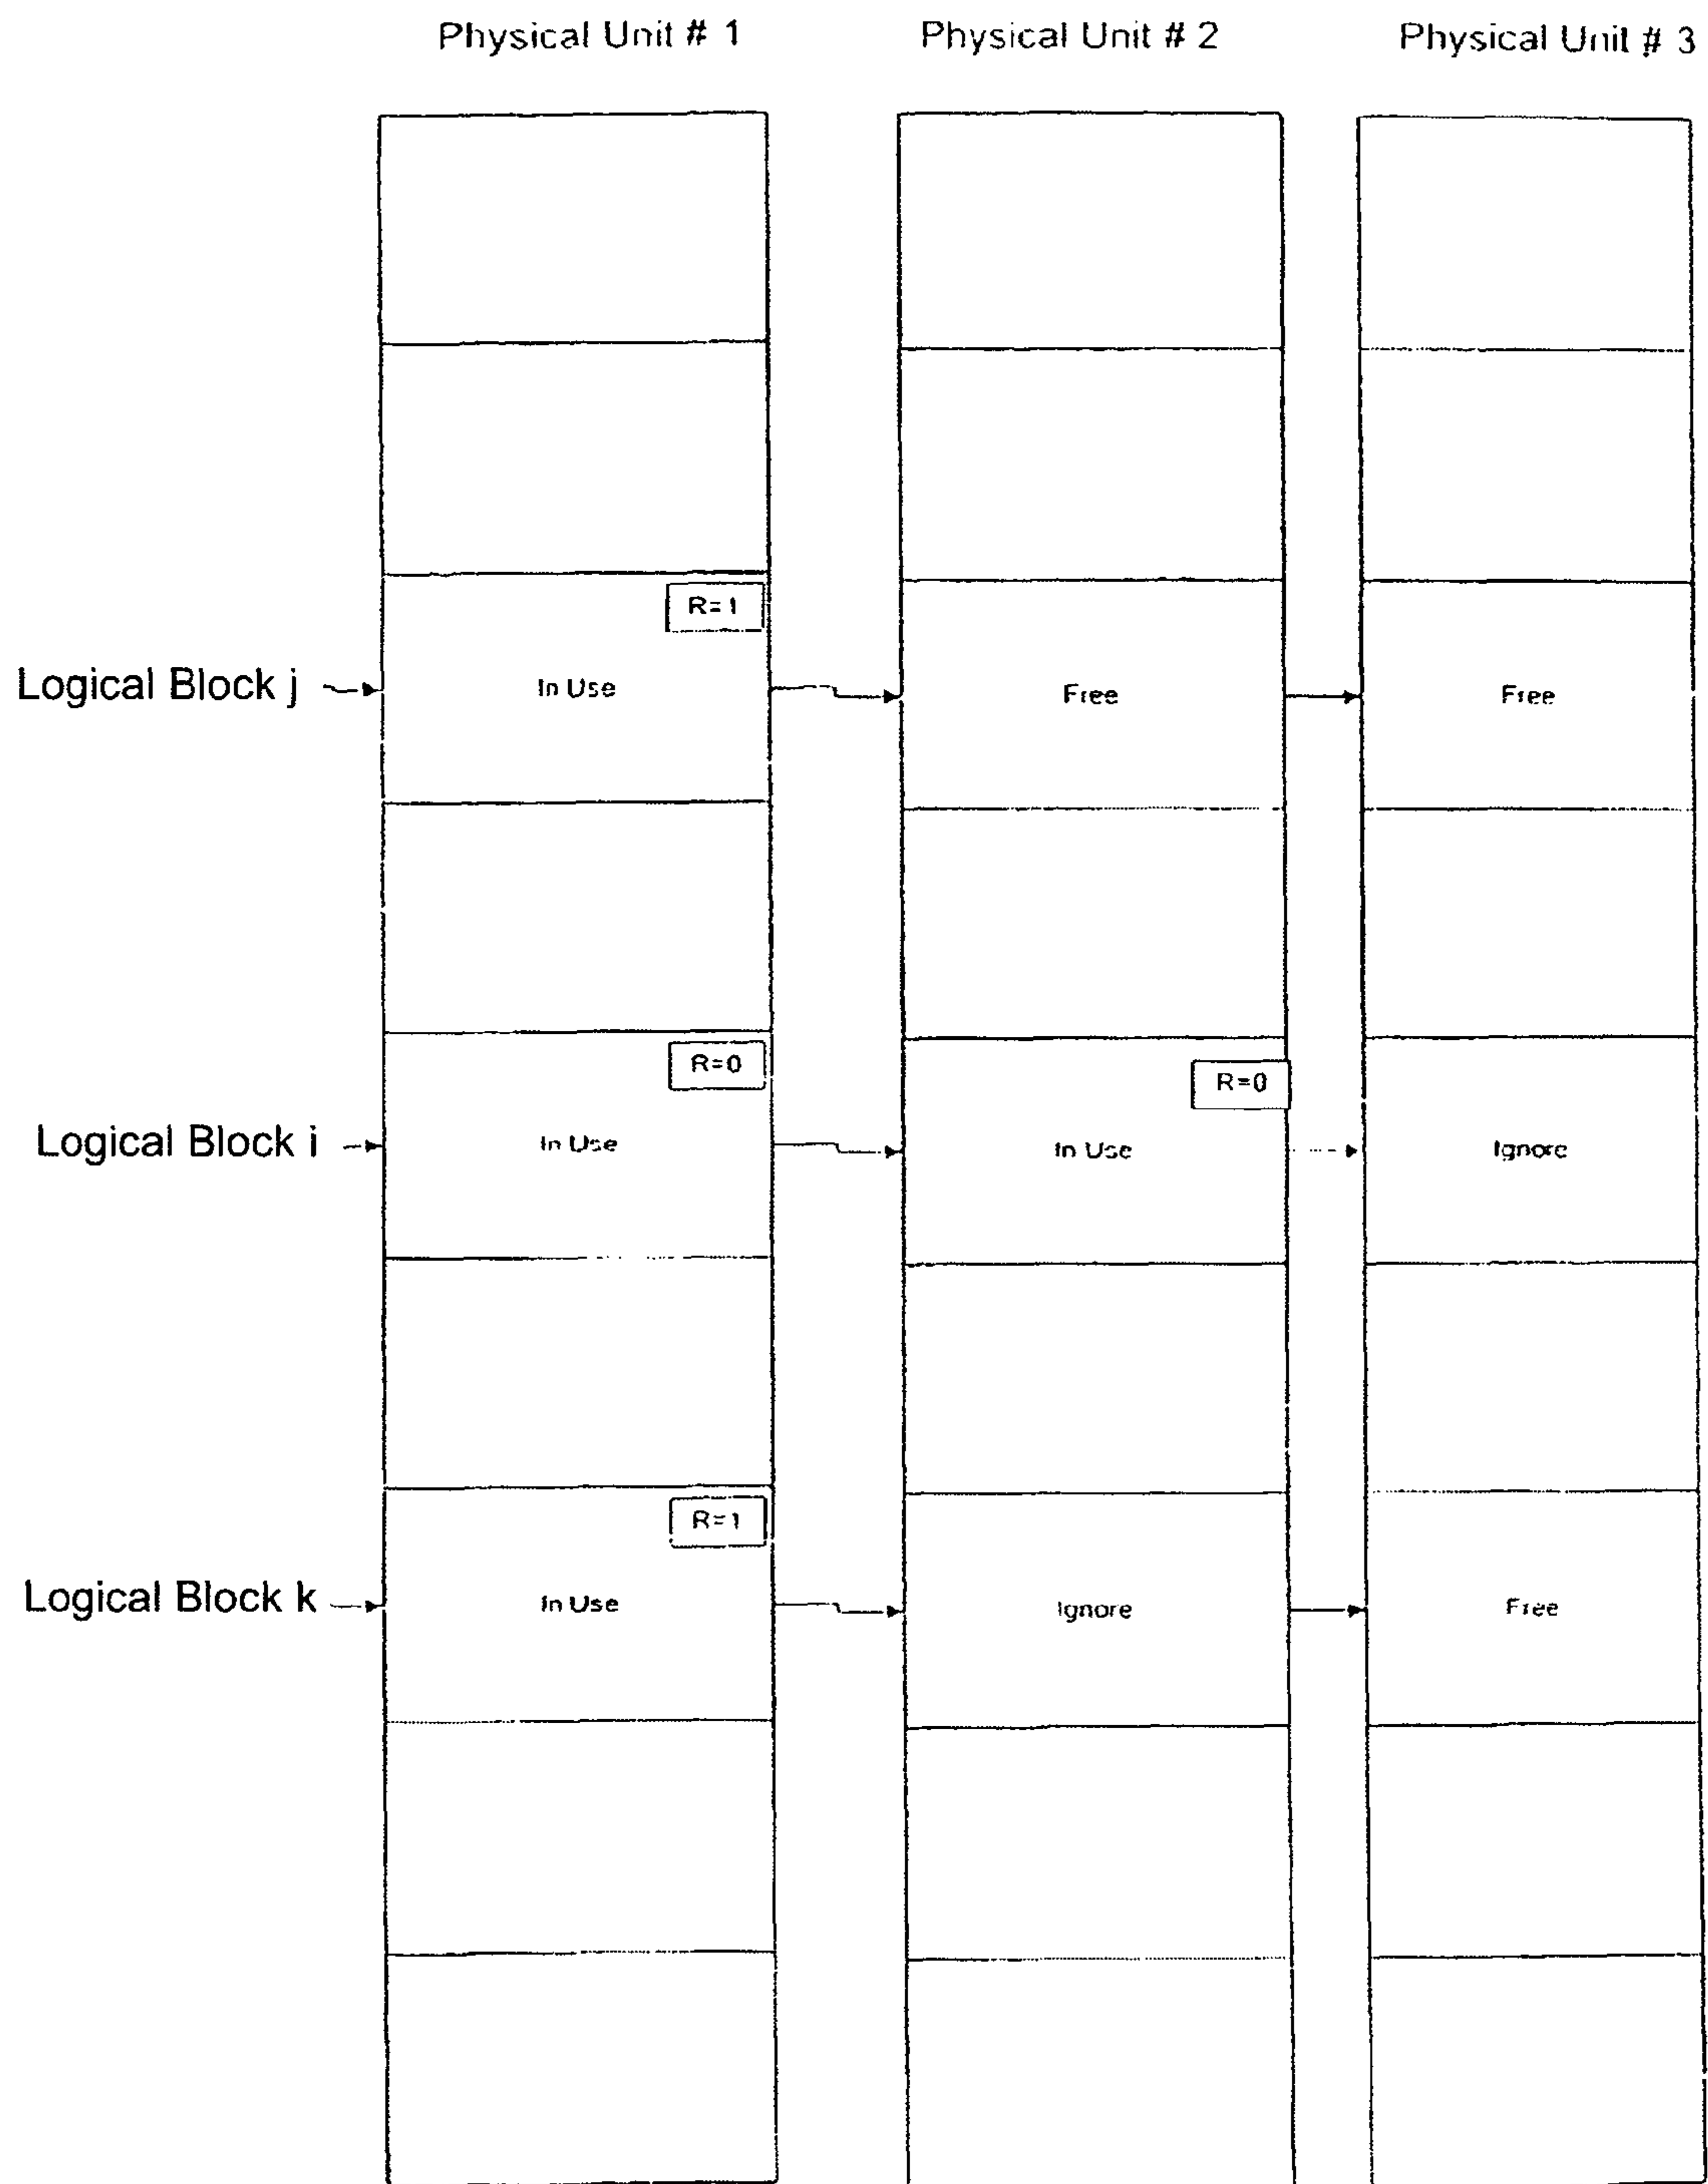 Physical Unit # 1 Physical Unit # 2 Physical Unit # 3
R=1
Logical Block j In Use Free Free
R=0 R=0
Logical Block i In Use In Use Ignore
R=1
Logical Block k In Use Ignore Free